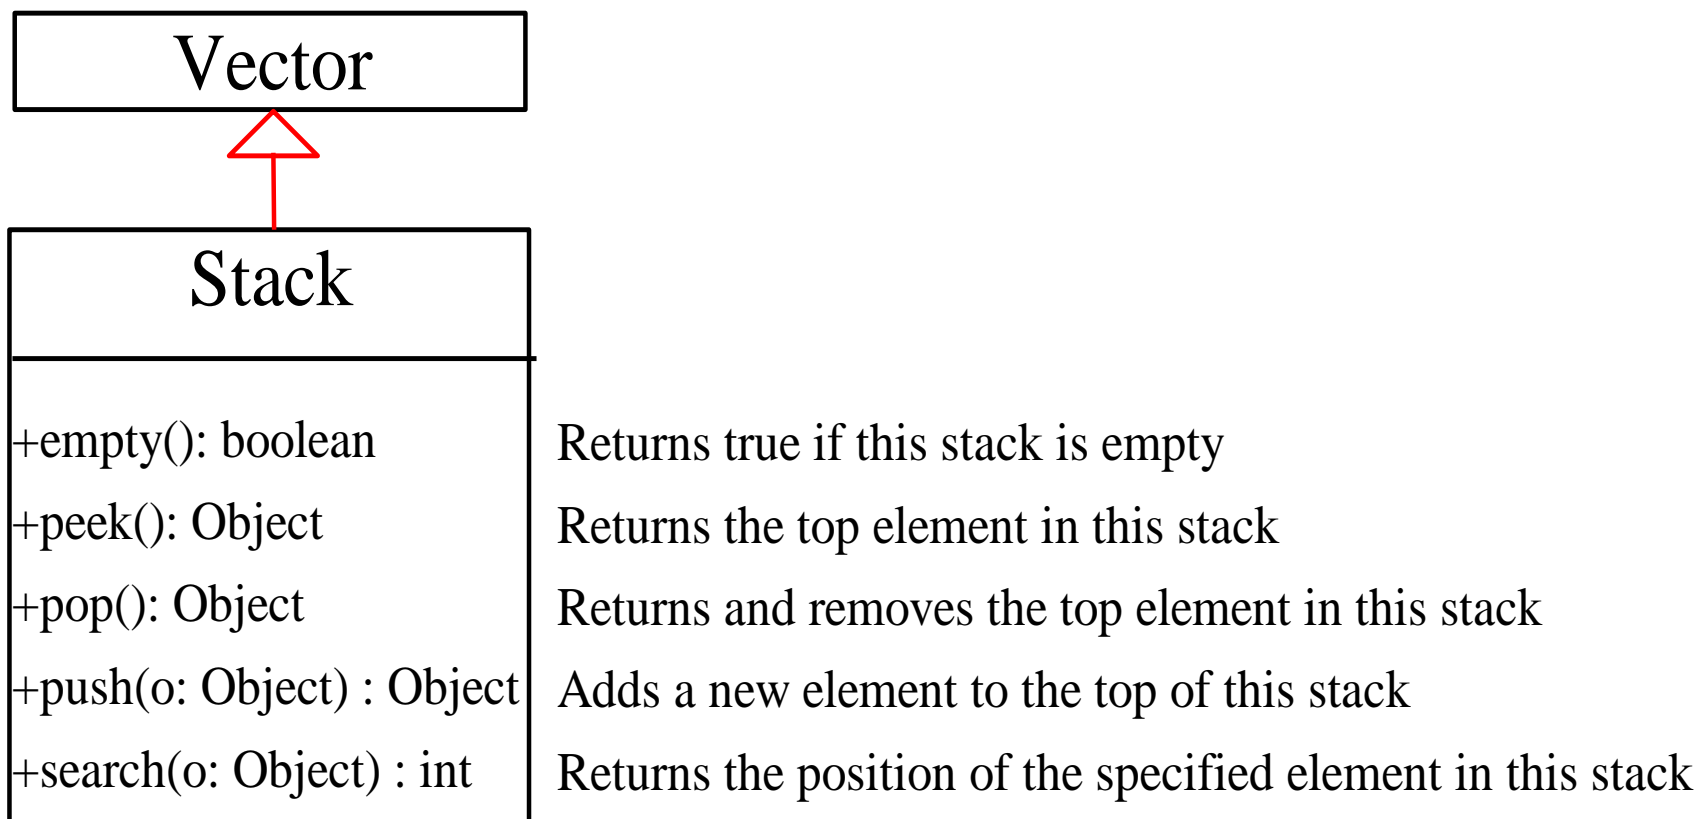 Vector
Stack
+empty(): boolean Returns true if this stack is empty
+peek(): Object Returns the top element in this stack
+pop(): Object Returns and removes the top element in this stack
+push(o: Object) : Object Adds a new element to the top of this stack
+search(o: Object) : int Returns the position of the specified element in this stack